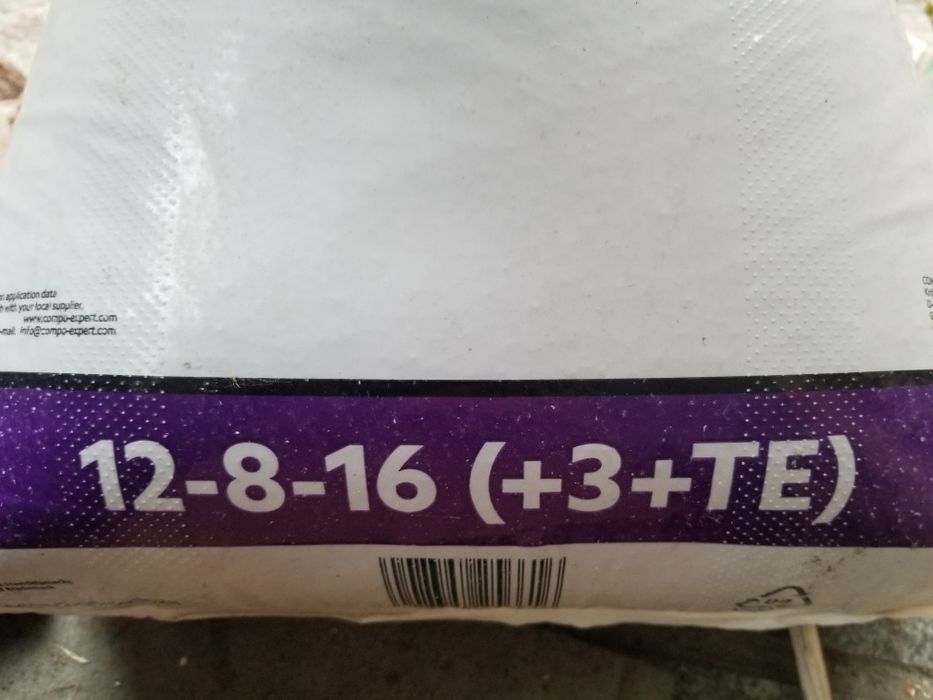 application data
with your local supplier.
www.compo-expert.com
mail: info@compo-expert.com
12-8-16 (+3+TE)